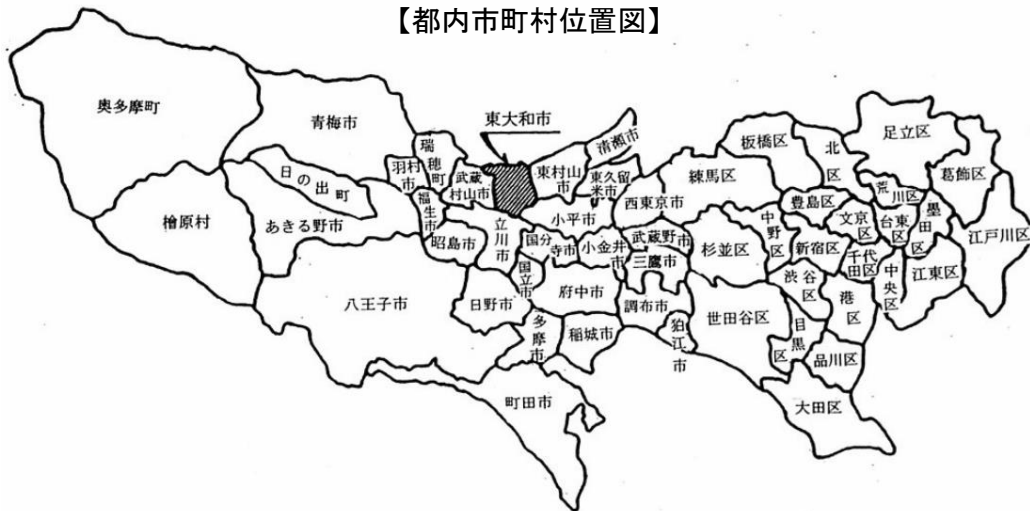 【都内市町村位置図】
奥多摩町
青梅市
日の出町
檜原村
あきる野市
羽村市
瑞穂町
福生市
武蔵村山市
東大和市
東村山市
清瀬市
東久留米市
昭島市
立川市
小平市
西東京市
国分寺市
小金井市
武蔵野市
三鷹市
八王子市
日野市
国立市
府中市
調布市
狛江市
多摩市
稲城市
町田市
練馬区
板橋区
北区
足立区
葛飾区
荒川区
豊島区
文京区
台東区
墨田区
江戸川区
杉並区
中野区
新宿区
千代田区
中央区
江東区
渋谷区
港区
世田谷区
目黒区
品川区
大田区